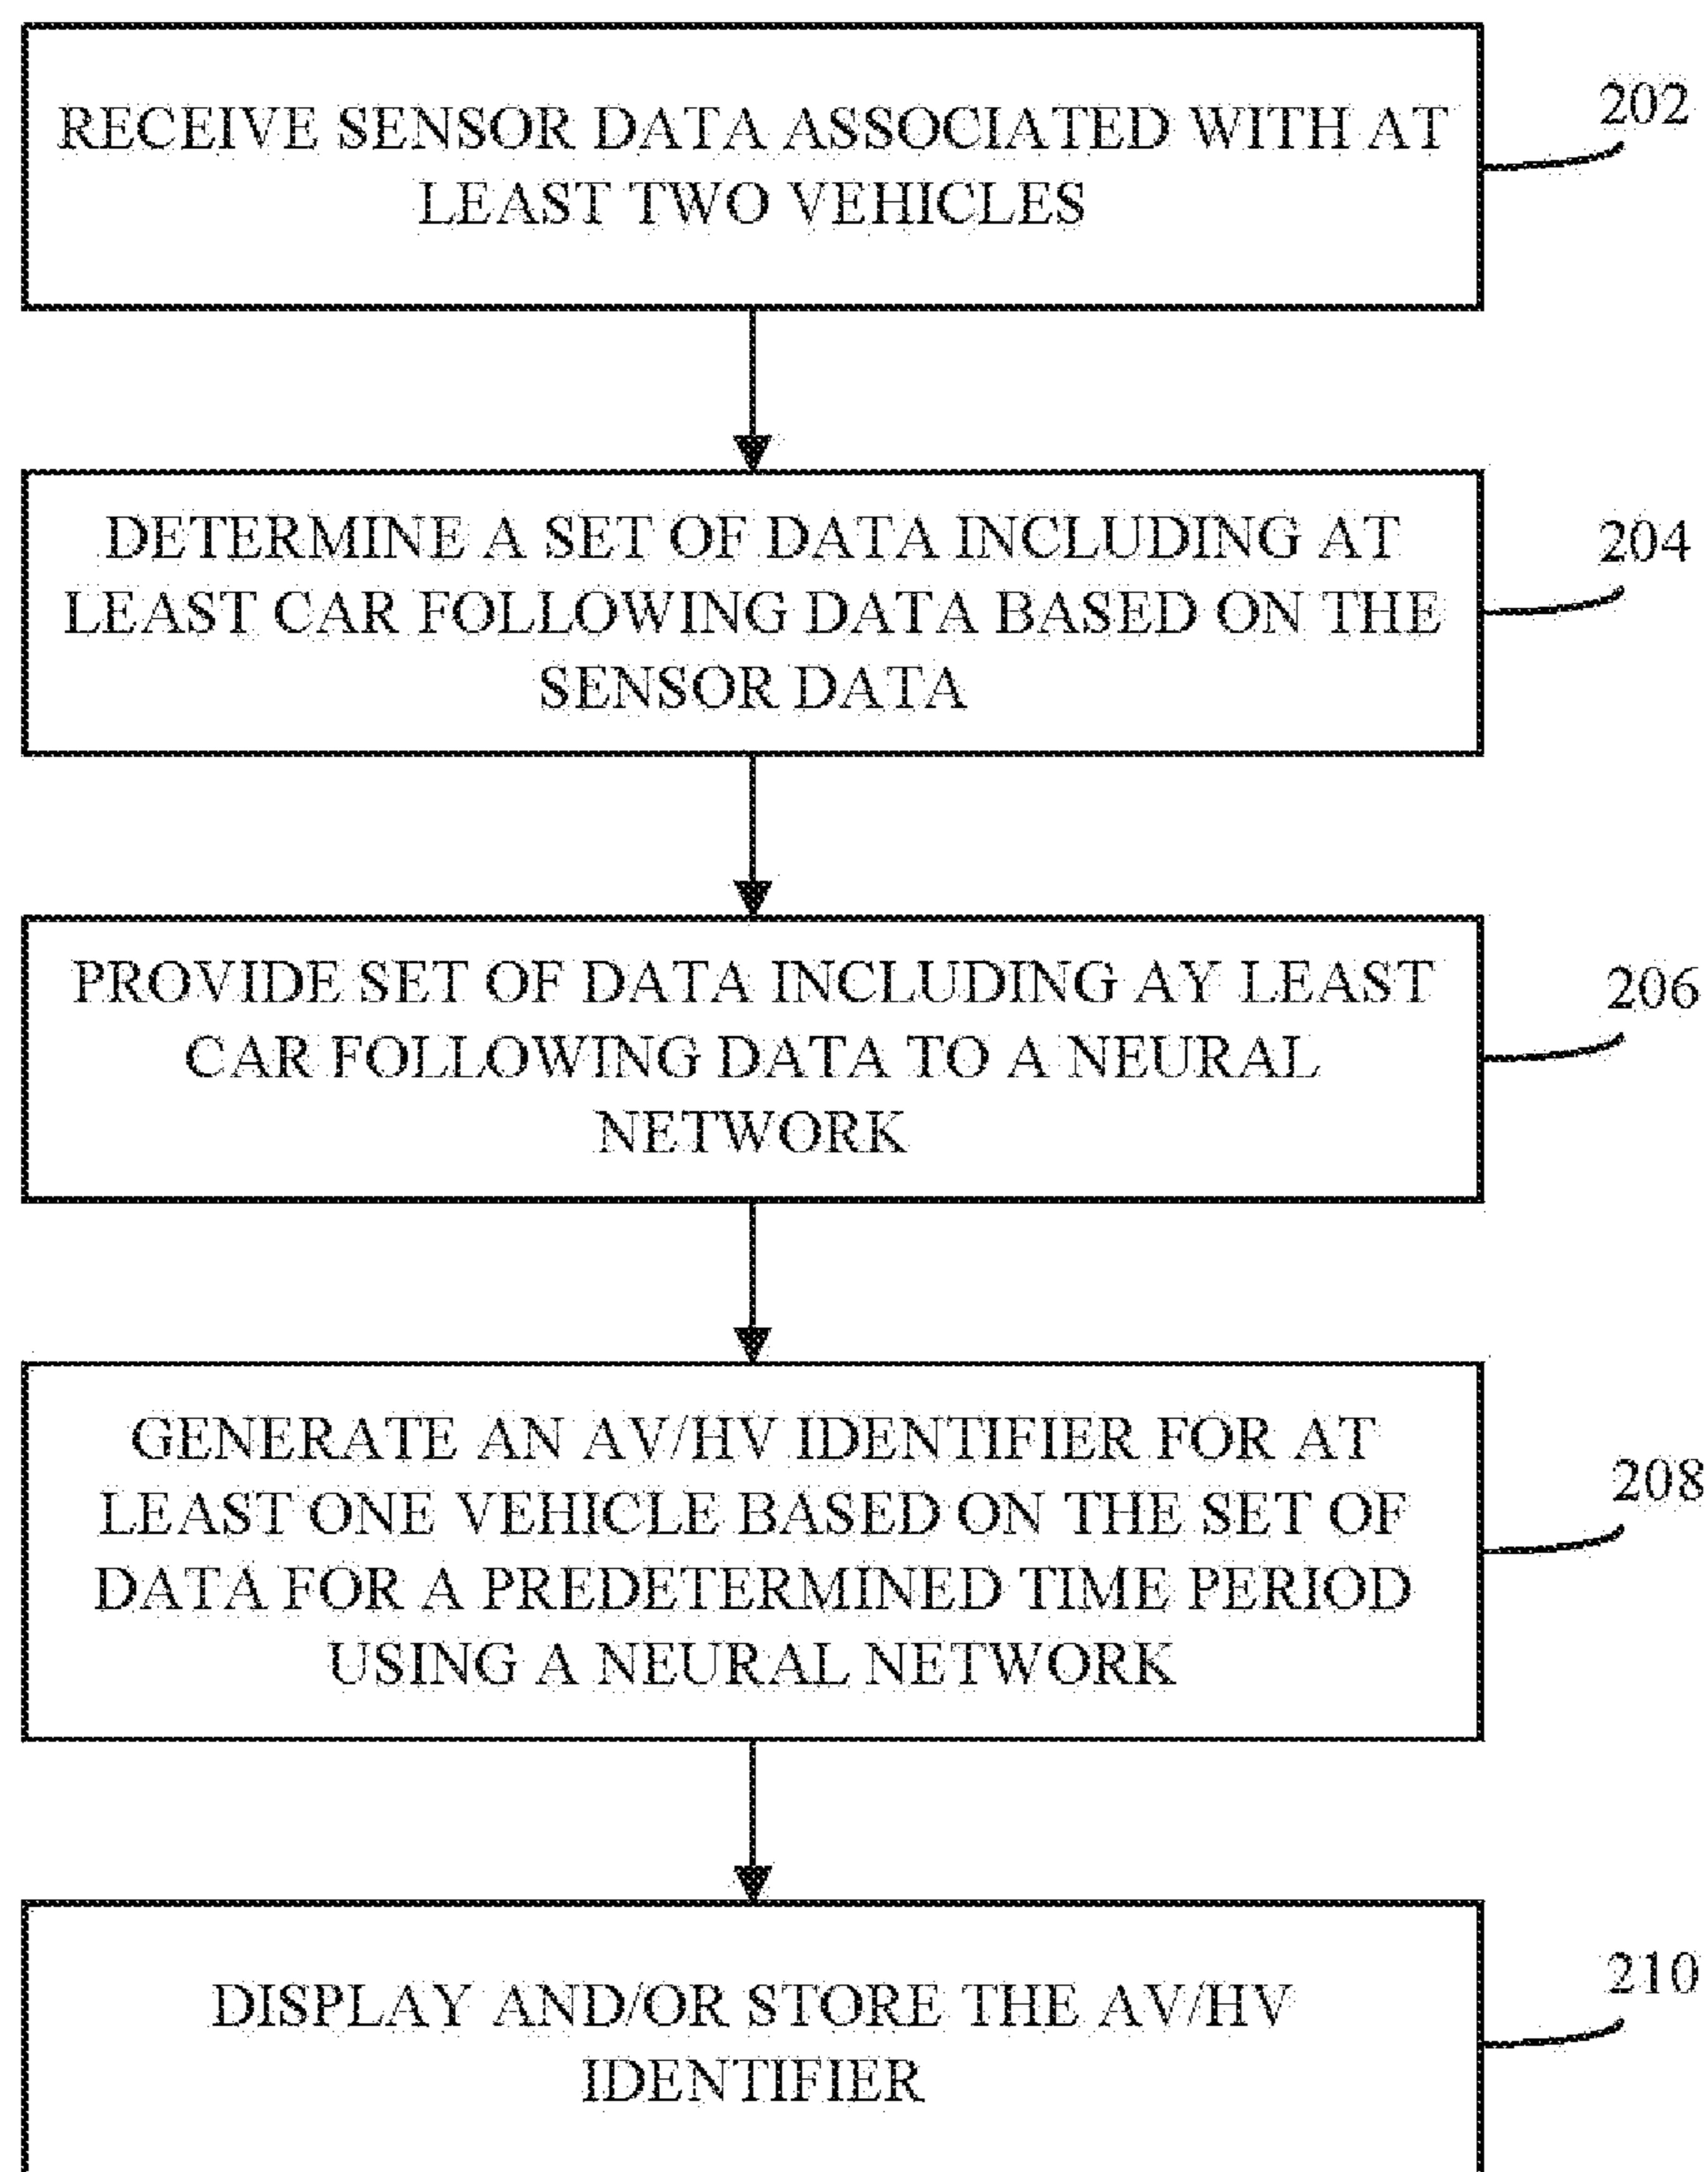 RECEIVE SENSOR DATA ASSOCIATED WITH AT
LEAST TWO VEHICLES
202
DETERMINE A SET OF DATA INCLUDING AT
LEAST CAR FOLLOWING DATA BASED ON THE
SENSOR DATA
204
PROVIDE SET OF DATA INCLUDING AY LEAST
CAR FOLLOWING DATA TO A NEURAL
NETWORK
206
GENERATE AN AV/HV IDENTIFIER FOR AT
LEAST ONE VEHICLE BASED ON THE SET OF
DATA FOR A PREDETERMINED TIME PERIOD
USING A NEURAL NETWORK
208
DISPLAY AND/OR STORE THE AV/HV
IDENTIFIER
210